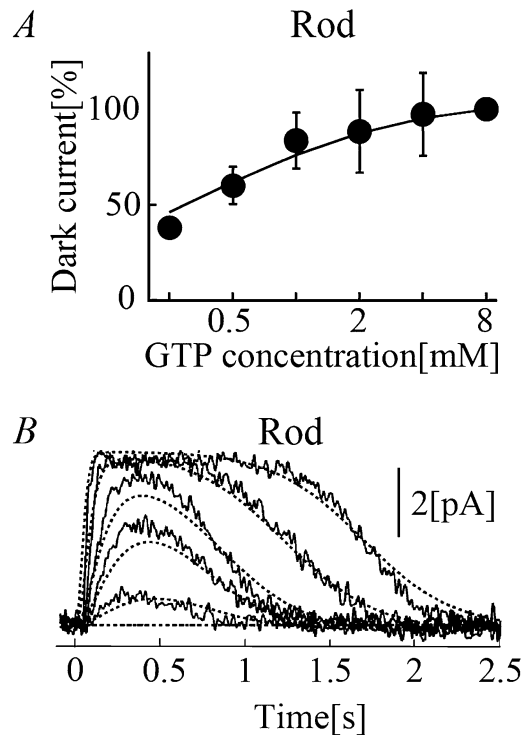 A
Rod
Dark current[%]
100
50
0
0.5
2
8
GTP concentration[mM]
B
Rod
2[pA]
0
0.5
1
1.5
2
2.5
Time[s]